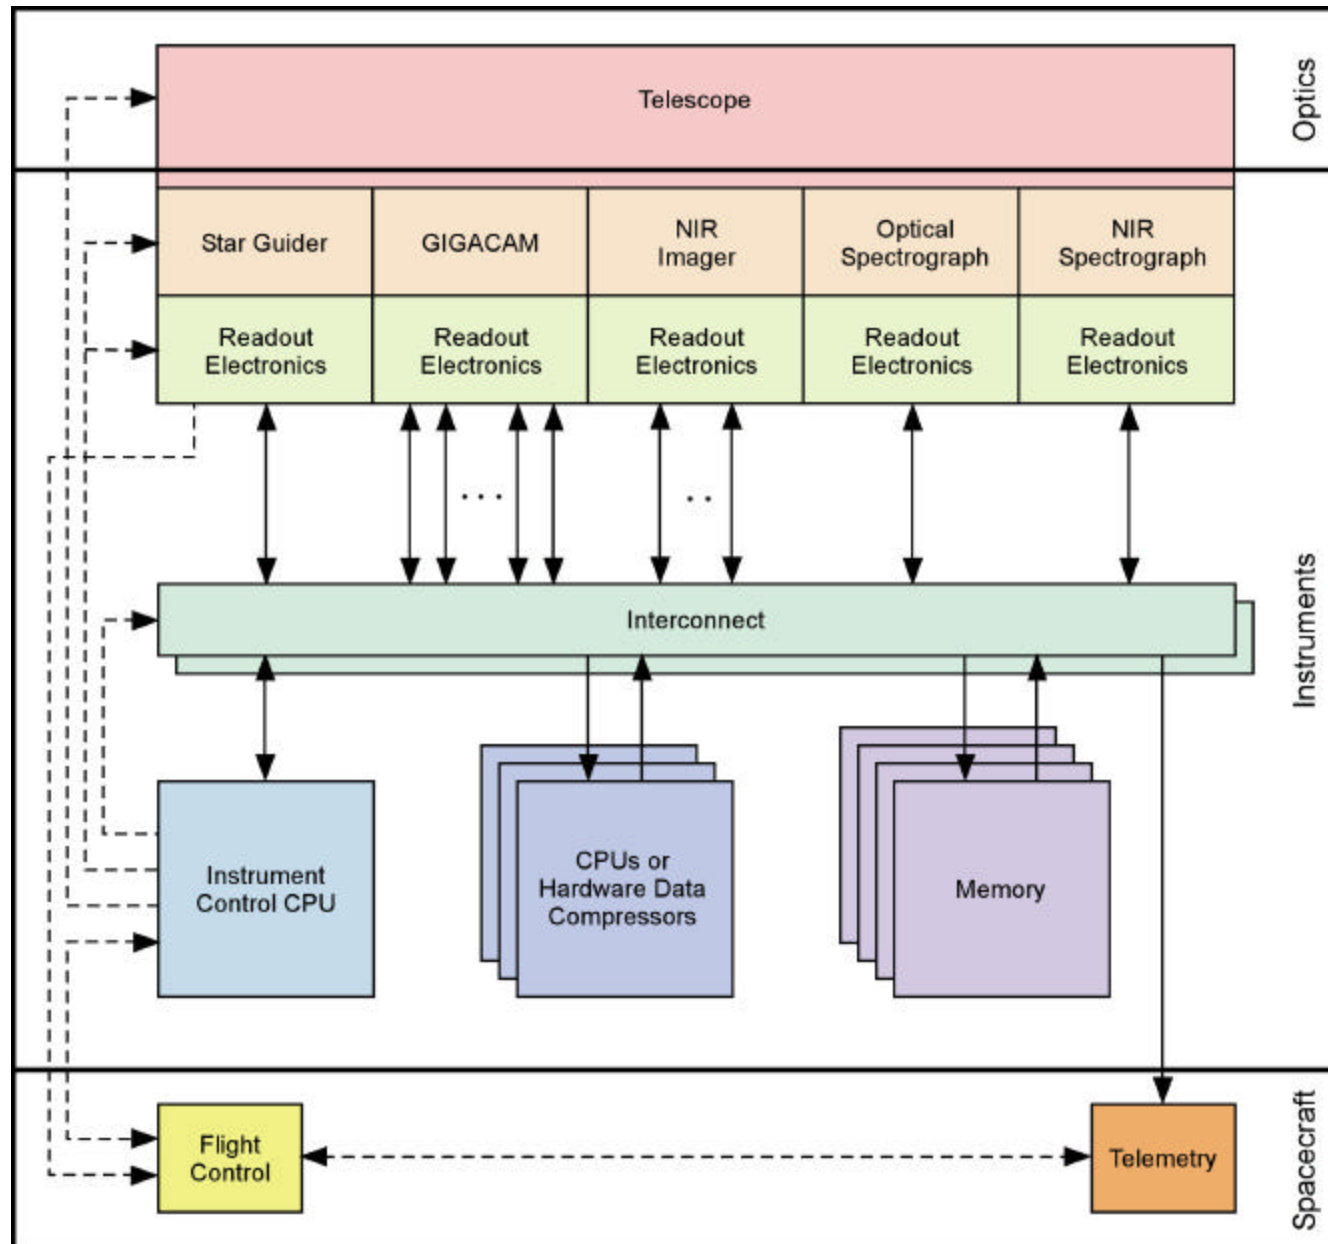 Telescope
Optics
Star Guider
GIGACAM
NIR
Imager
Optical
Spectrograph
NIR
Spectrograph
Readout
Electronics
Readout
Electronics
Readout
Electronics
Readout
Electronics
Readout
Electronics
. . .
. .
Interconnect
Instruments
Instrument
Control CPU
CPUs or
Hardware Data
Compressors
Memory
Flight
Control
Telemetry
Spacecraft